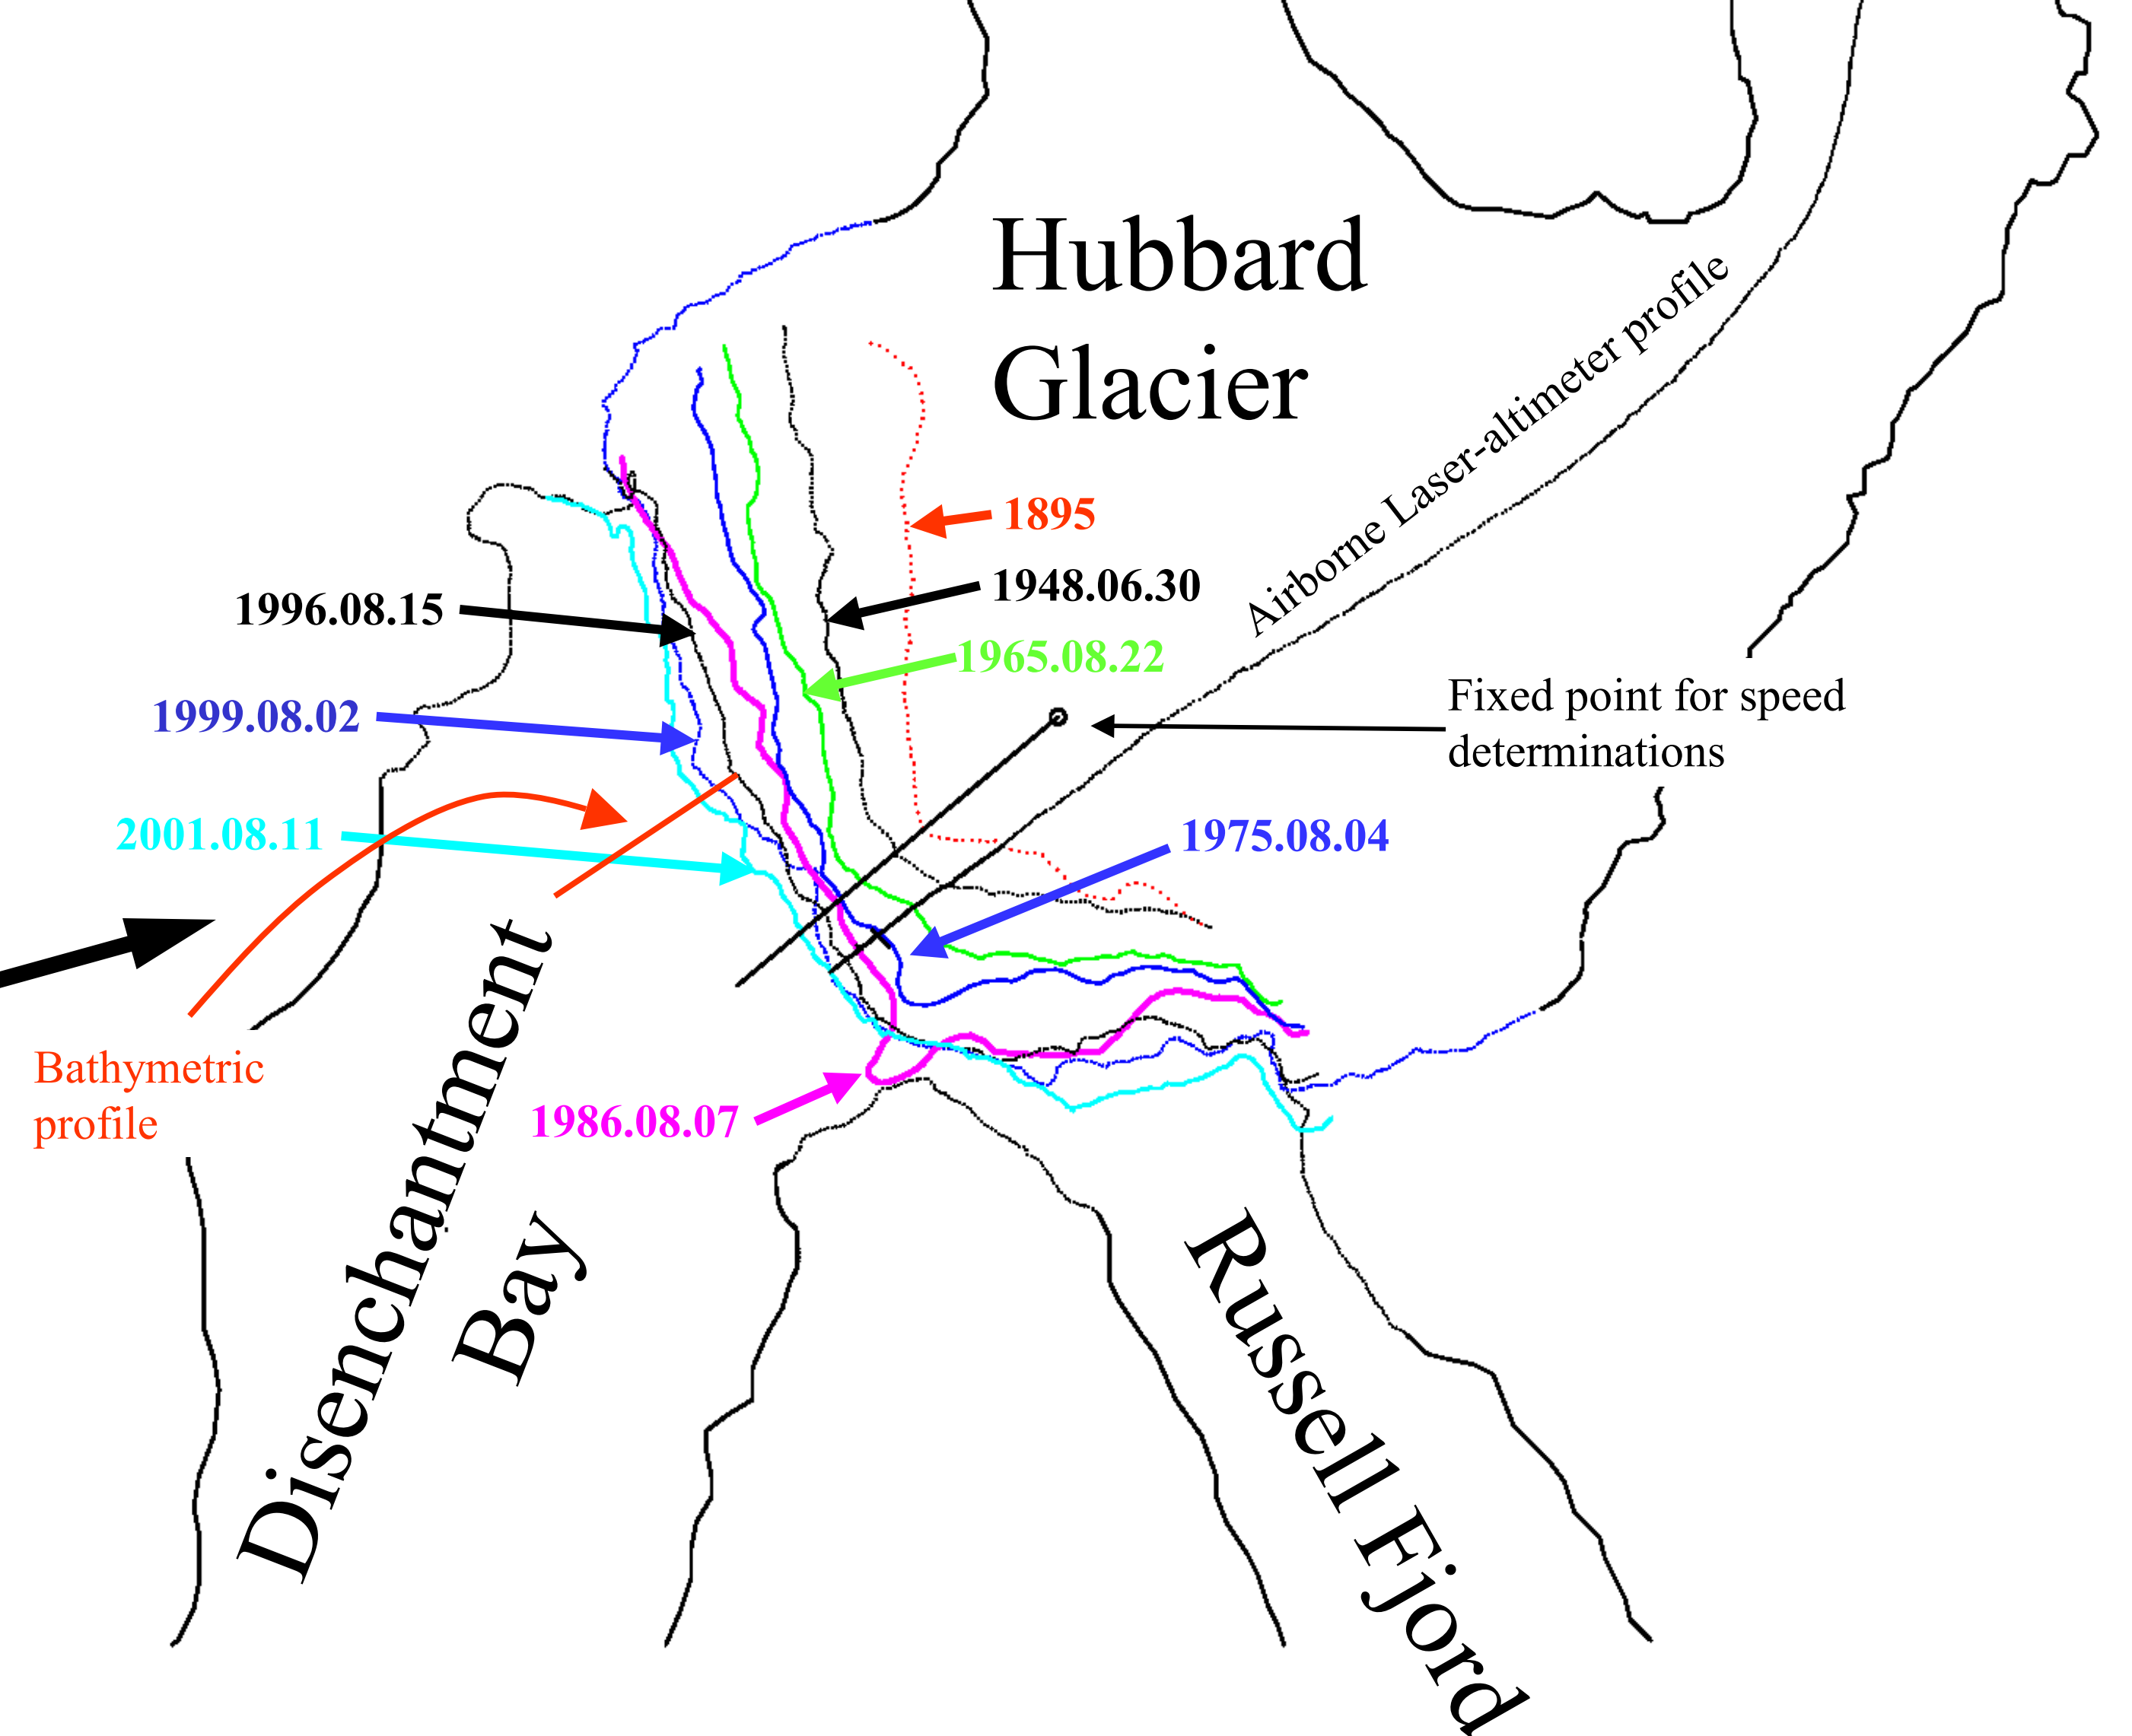 Hubbard
Glacier
Airborne Laser-altimeter profile
1895
1948.06.30
1996.08.15
1965.08.22
Fixed point for speed
determinations
1999.08.02
2001.08.11
1975.08.04
Bathymetric
profile
1986.08.07
Disenchantment
Bay
Russell Fjord